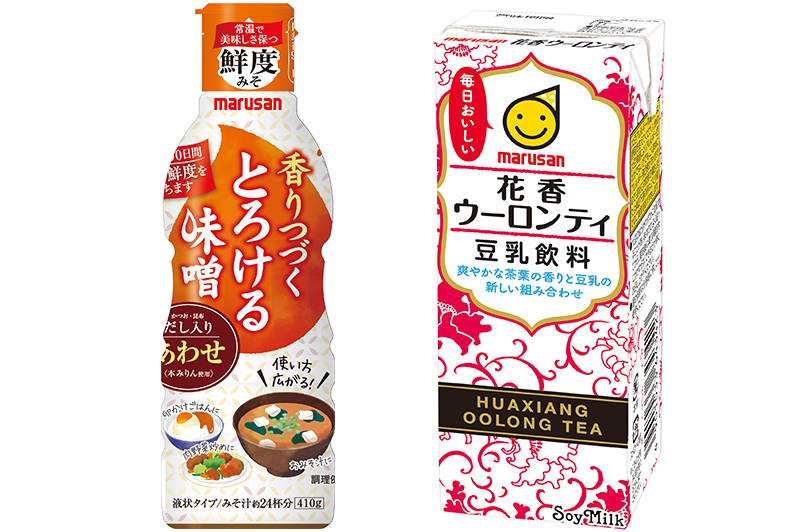 常温で
美味しさ保つ
鮮度
みそ
marusan
0日間
鮮度を
ちます
香りつづく
とろける
味噌
かつお・昆布
だし入り
あわせ
〈本みりん使用〉
使い方
広がる!
卵かけごはんに
肉野菜炒めに
おみそ汁に
調理例
液状タイプ/みそ汁約24杯分 410g
花香ウーロンティ
毎日おいしい
marusan
花香
ウーロンティ
豆乳飲料
爽やかな茶葉の香りと豆乳の
新しい組み合わせ
HUAXIANG
OOLONG TEA
Soy Milk